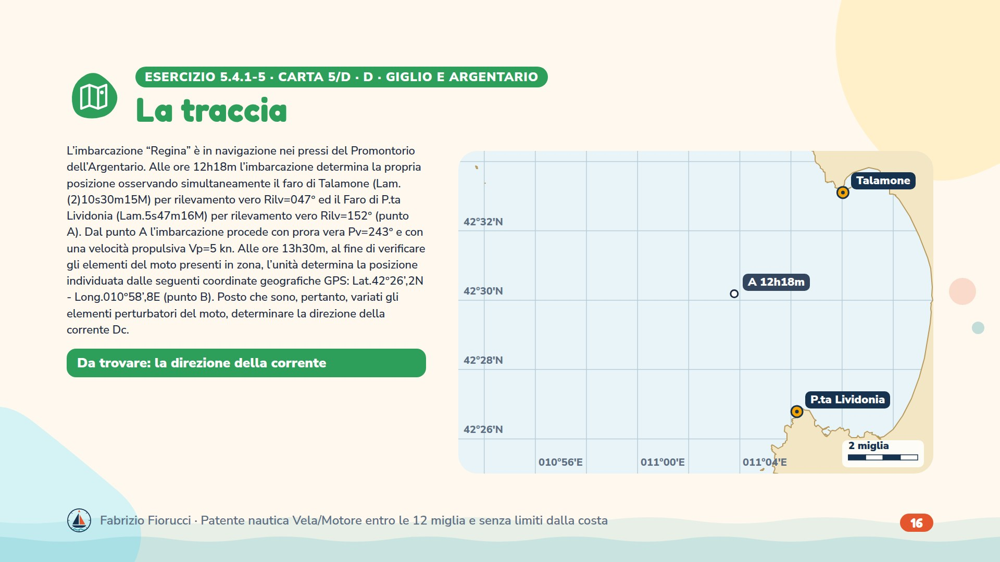 ESERCIZIO 5.4.1-5 · CARTA 5/D · D · GIGLIO E ARGENTARIO
La traccia
L’imbarcazione “Regina” è in navigazione nei pressi del Promontorio
dell’Argentario. Alle ore 12h18m l’imbarcazione determina la propria
posizione osservando simultaneamente il faro di Talamone (Lam.
(2)10s30m15M) per rilevamento vero Rilv=047° ed il Faro di P.ta
Lividonia (Lam.5s47m16M) per rilevamento vero Rilv=152° (punto
A). Dal punto A l’imbarcazione procede con prora vera Pv=243° e con
una velocità propulsiva Vp=5 kn. Alle ore 13h30m, al fine di verificare
gli elementi del moto presenti in zona, l’unità determina la posizione
individuata dalle seguenti coordinate geografiche GPS: Lat.42°26’,2N
- Long.010°58’,8E (punto B). Posto che sono, pertanto, variati gli
elementi perturbatori del moto, determinare la direzione della
corrente Dc.
Da trovare: la direzione della corrente
Talamone
42°32'N
A 12h18m
42°30'N
42°28'N
P.ta Lividonia
42°26'N
2 miglia
010°56'E
011°00'E
011°04'E
Fabrizio Fiorucci · Patente nautica Vela/Motore entro le 12 miglia e senza limiti dalla costa
16